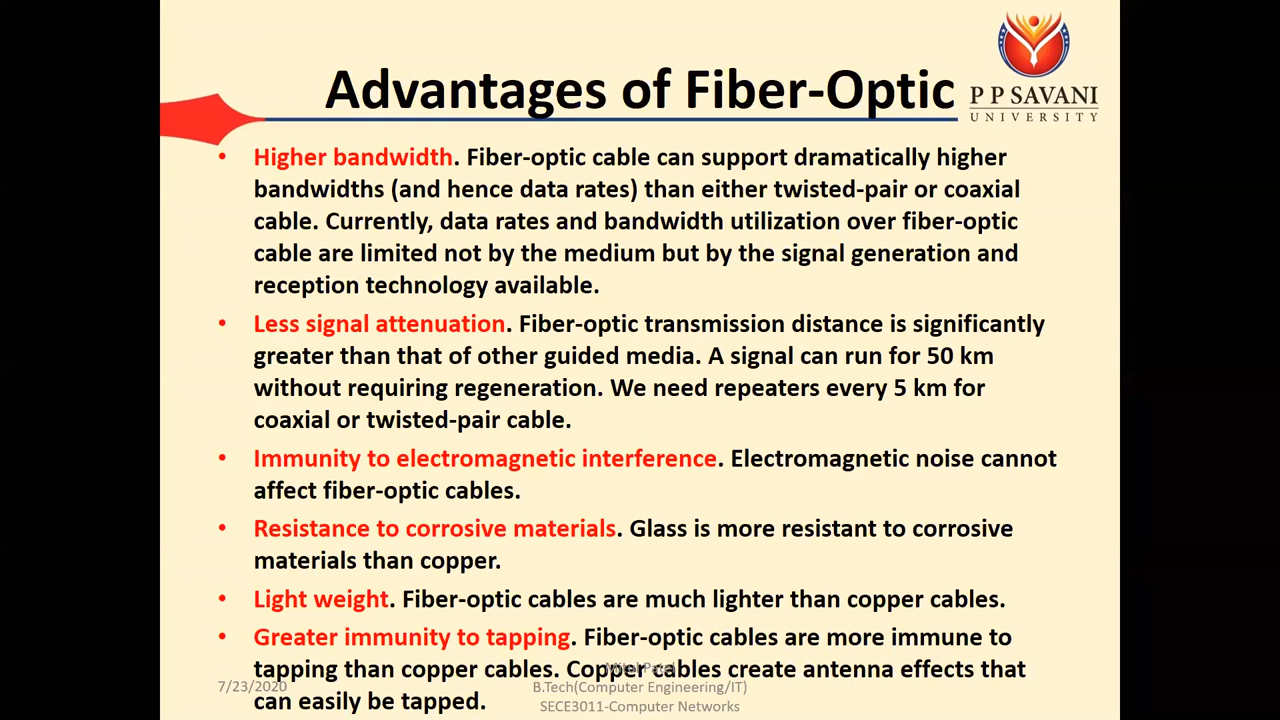 Advantages of Fiber-Optic
P P SAVANI
UNIVERSITY
• Higher bandwidth. Fiber-optic cable can support dramatically higher
bandwidths (and hence data rates) than either twisted-pair or coaxial
cable. Currently, data rates and bandwidth utilization over fiber-optic
cable are limited not by the medium but by the signal generation and
reception technology available.
• Less signal attenuation. Fiber-optic transmission distance is significantly
greater than that of other guided media. A signal can run for 50 km
without requiring regeneration. We need repeaters every 5 km for
coaxial or twisted-pair cable.
• Immunity to electromagnetic interference. Electromagnetic noise cannot
affect fiber-optic cables.
• Resistance to corrosive materials. Glass is more resistant to corrosive
materials than copper.
• Light weight. Fiber-optic cables are much lighter than copper cables.
• Greater immunity to tapping. Fiber-optic cables are more immune to
tapping than copper cables. Copper cables create antenna effects that
can easily be tapped.
7/23/2020
Patel
B.Tech(Computer Engineering/IT)
SECE3011-Computer Networks